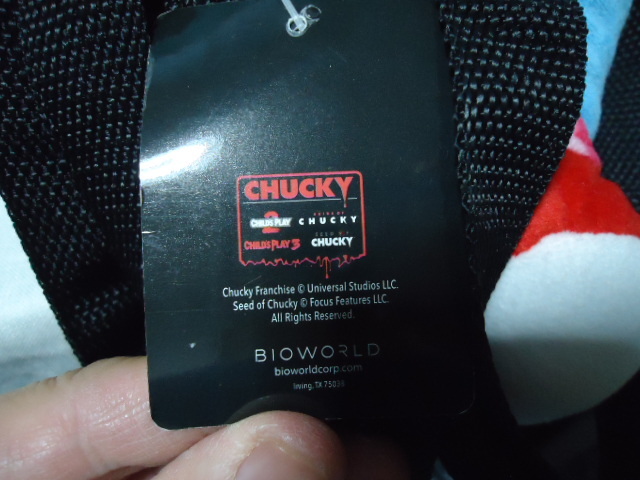 CHUCKY
CHILD'S PLAY 2
BRIDE OF
CHUCKY
CHILD'S PLAY 3
SEED OF
CHUCKY
Chucky Franchise © Universal Studios LLC.
Seed of Chucky © Focus Features LLC.
All Rights Reserved.
BIOWORLD
bioworldcorp.com
Irving, TX 75038